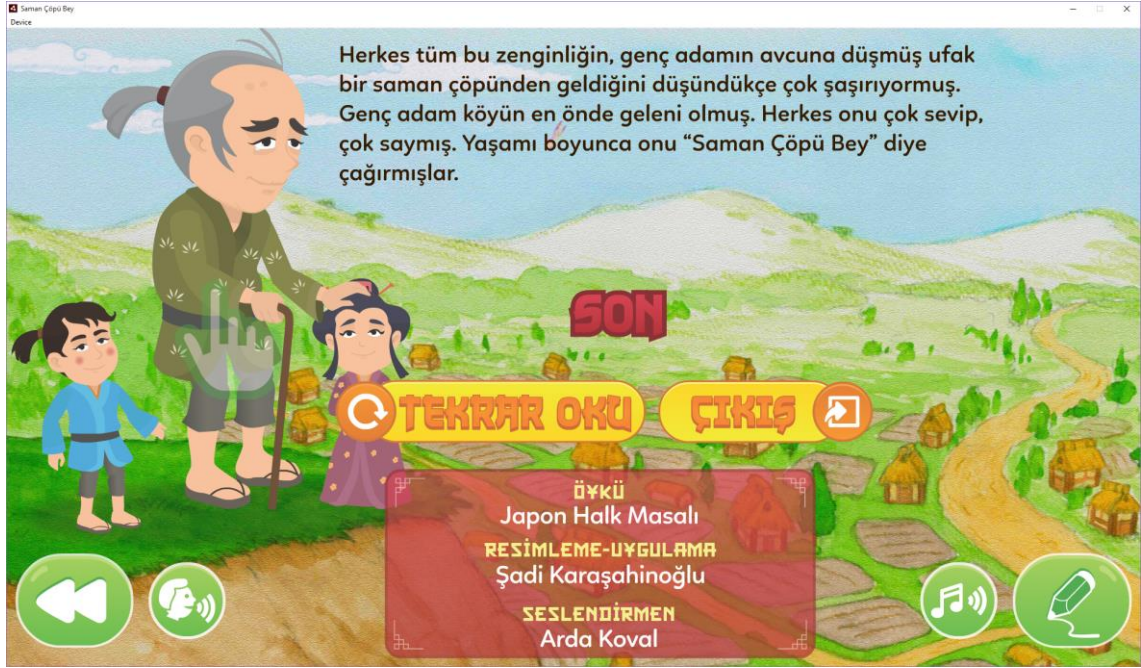 Saman Çöpü Bey
Device
Herkes tüm bu zenginliğin, genç adamın avcuna düşmüş ufak
bir saman çöpünden geldiğini düşündükçe çok şaşırıyormuş.
Genç adam köyün en önde geleni olmuş. Herkes onu çok sevip,
çok saymış. Yaşamı boyunca onu “Saman Çöpü Bey” diye
çağırmışlar.
SON
TEKRAR OKU
ÇIKIŞ
ÖYKÜ
Japon Halk Masalı
RESİMLEME-UYGULAMA
Şadi Karaşahinoğlu
SESLENDİRMEN
Arda Koval